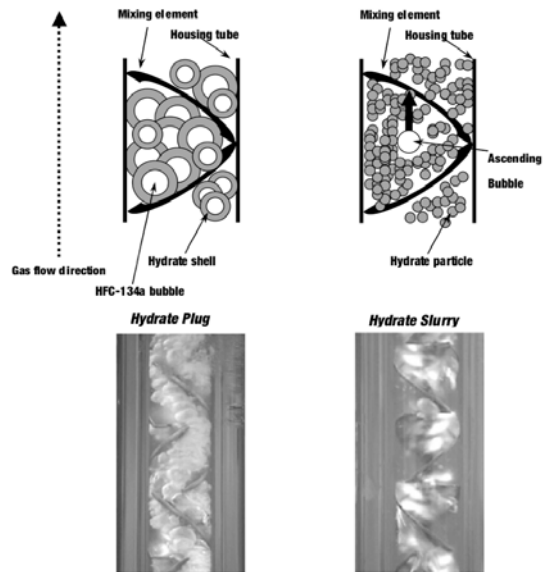 Mixing element
Housing tube
Mixing element
Housing tube
Ascending
Bubble
Hydrate shell
Hydrate particle
Gas flow direction
HFC-134a bubble
Hydrate Plug
Hydrate Slurry